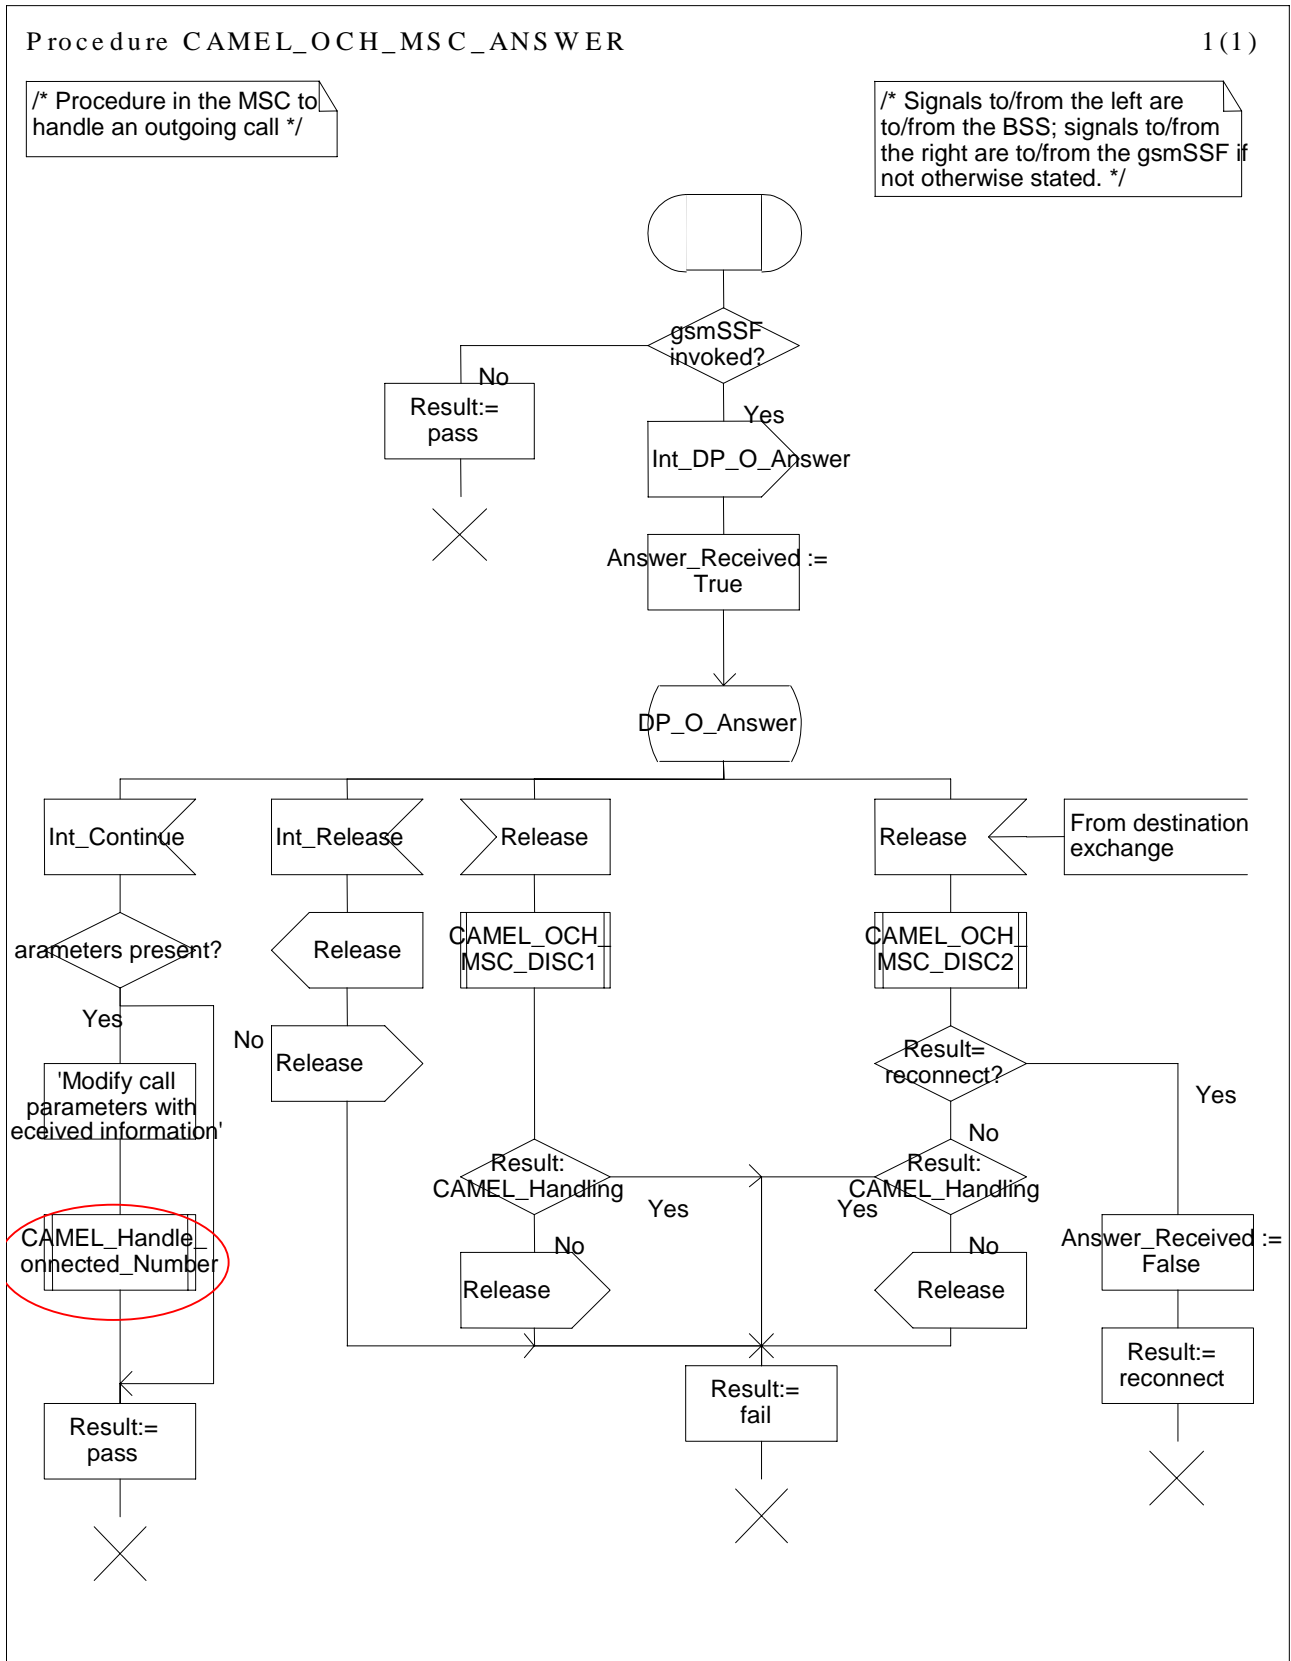 Procedure CAMEL_OCH_MSC_ANSWER
1(1)
/* Procedure in the MSC to
handle an outgoing call */
/* Signals to/from the left are
to/from the BSS; signals to/from
the right are to/from the gsmSSF if
not otherwise stated. */
gsmSSF
invoked?
No
Yes
Result:=
pass
Int_DP_O_Answer
Answer_Received :=
True
DP_O_Answer
Int_Continue
Int_Release
Release
Release
From destination
exchange
arameters present?
Release
CAMEL_OCH_
MSC_DISC1
CAMEL_OCH_
MSC_DISC2
Yes
No
Release
Result=
reconnect?
Yes
'Modify call
parameters with
eceived information'
No
Result:
CAMEL_Handling
Yes
Result:
CAMEL_Handling
Yes
CAMEL_Handle_
onnected_Number
No
No
Answer_Received :=
False
Release
Release
Result:=
reconnect
Result:=
fail
Result:=
pass